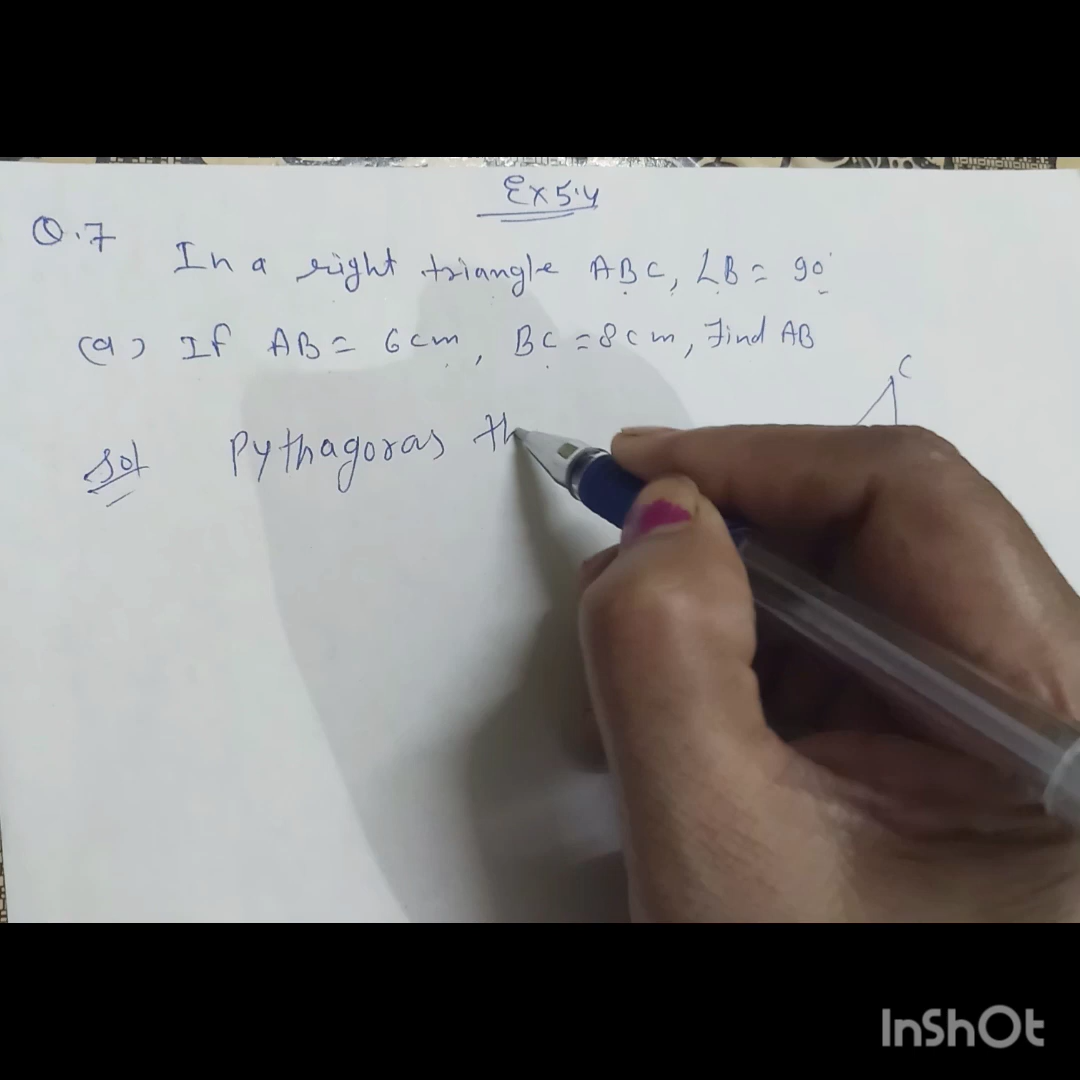 Ex 5.4
Q.7 In a right triangle ABC, ∠B = 90°
(a) If AB = 6cm, BC = 8cm, Find AB
C
Sol Pythagoras th
InShOt